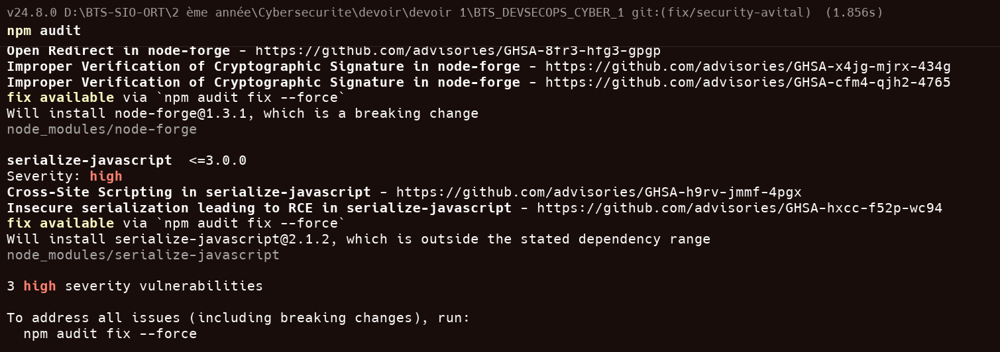 v24.8.0 D:\BTS-SIO-ORT\2 ème année\Cybersecurite\devoir\devoir 1\BTS_DEVSECOPS_CYBER_1 git:(fix/security-avital) (1.856s)
npm audit
Open Redirect in node-forge - https://github.com/advisories/GHSA-8fr3-hfg3-gpgp
Improper Verification of Cryptographic Signature in node-forge - https://github.com/advisories/GHSA-x4jg-mjrx-434g
Improper Verification of Cryptographic Signature in node-forge - https://github.com/advisories/GHSA-cfm4-qjh2-4765
fix available via `npm audit fix --force`
Will install node-forge@1.3.1, which is a breaking change
node_modules/node-forge
serialize-javascript  <=3.0.0
Severity: high
Cross-Site Scripting in serialize-javascript - https://github.com/advisories/GHSA-h9rv-jmmf-4pgx
Insecure serialization leading to RCE in serialize-javascript - https://github.com/advisories/GHSA-hxcc-f52p-wc94
fix available via `npm audit fix --force`
Will install serialize-javascript@2.1.2, which is outside the stated dependency range
node_modules/serialize-javascript
3 high severity vulnerabilities
To address all issues (including breaking changes), run:
  npm audit fix --force